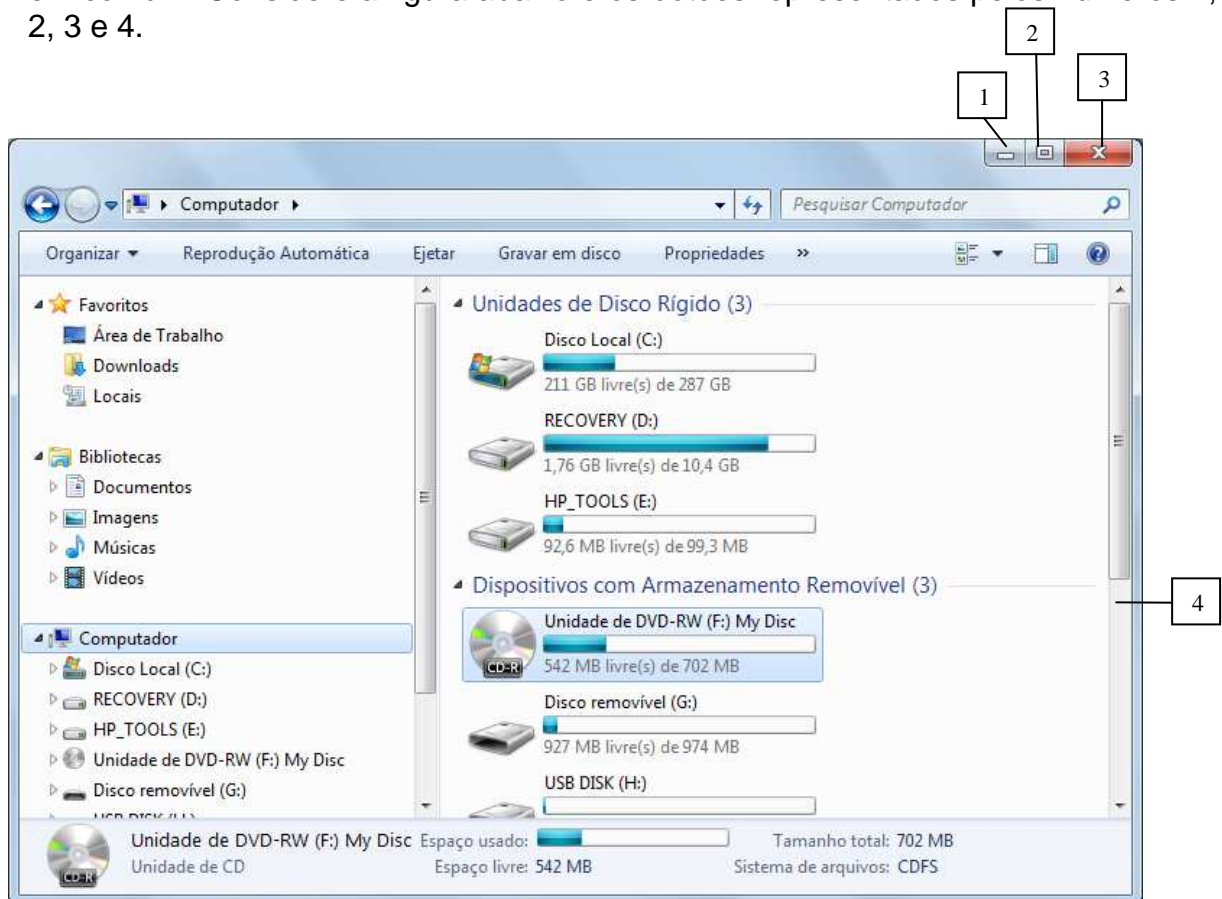 2, 3 e 4.
2
1
3
Computador
Pesquisar Computador
Organizar Reprodução Automática Ejetar Gravar em disco Propriedades »
Favoritos
Área de Trabalho
Downloads
Locais
Bibliotecas
Documentos
Imagens
Músicas
Vídeos
Computador
Disco Local (C:)
RECOVERY (D:)
HP_TOOLS (E:)
Unidade de DVD-RW (F:) My Disc
Disco removível (G:)
Unidades de Disco Rígido (3)
Disco Local (C:)
211 GB livre(s) de 287 GB
RECOVERY (D:)
1,76 GB livre(s) de 10,4 GB
HP_TOOLS (E:)
92,6 MB livre(s) de 99,3 MB
Dispositivos com Armazenamento Removível (3)
Unidade de DVD-RW (F:) My Disc
CD-R
542 MB livre(s) de 702 MB
Disco removível (G:)
927 MB livre(s) de 974 MB
USB DISK (H:)
4
Unidade de DVD-RW (F:) My Disc Espaço usado: Tamanho total: 702 MB
Unidade de CD Espaço livre: 542 MB Sistema de arquivos: CDFS
CD-R